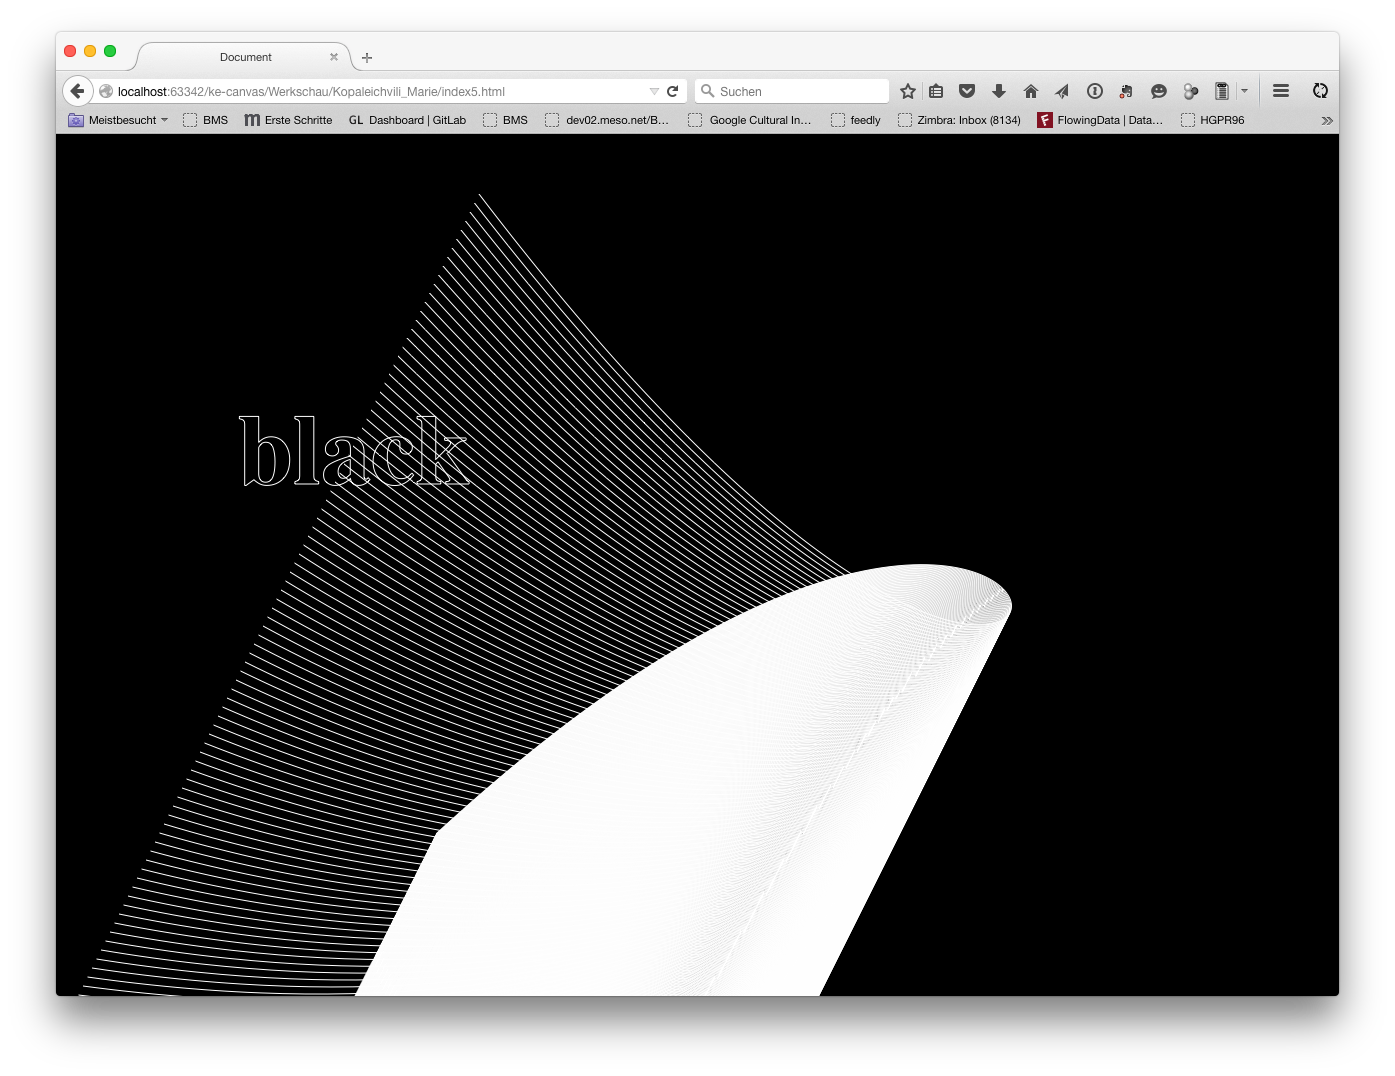 Document
localhost:63342/ke-canvas/Werkschau/Kopaleichvili_Marie/index5.html
Suchen
Meistbesucht BMS m Erste Schritte GL Dashboard | GitLab BMS dev02.meso.net/B... Google Cultural In... feedly Zimbra: Inbox (8134) F FlowingData | Data... HGPR96
black